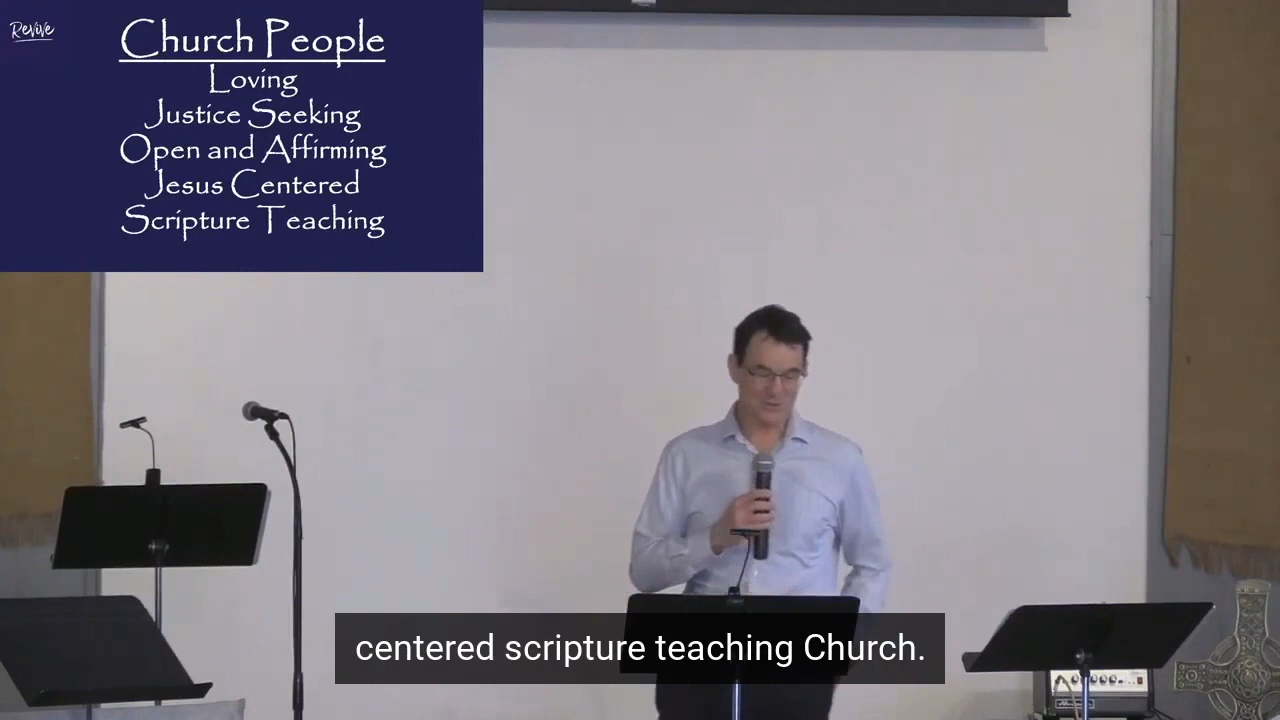 Revive
Church People
Loving
Justice Seeking
Open and Affirming
Jesus Centered
Scripture Teaching
centered scripture teaching Church.